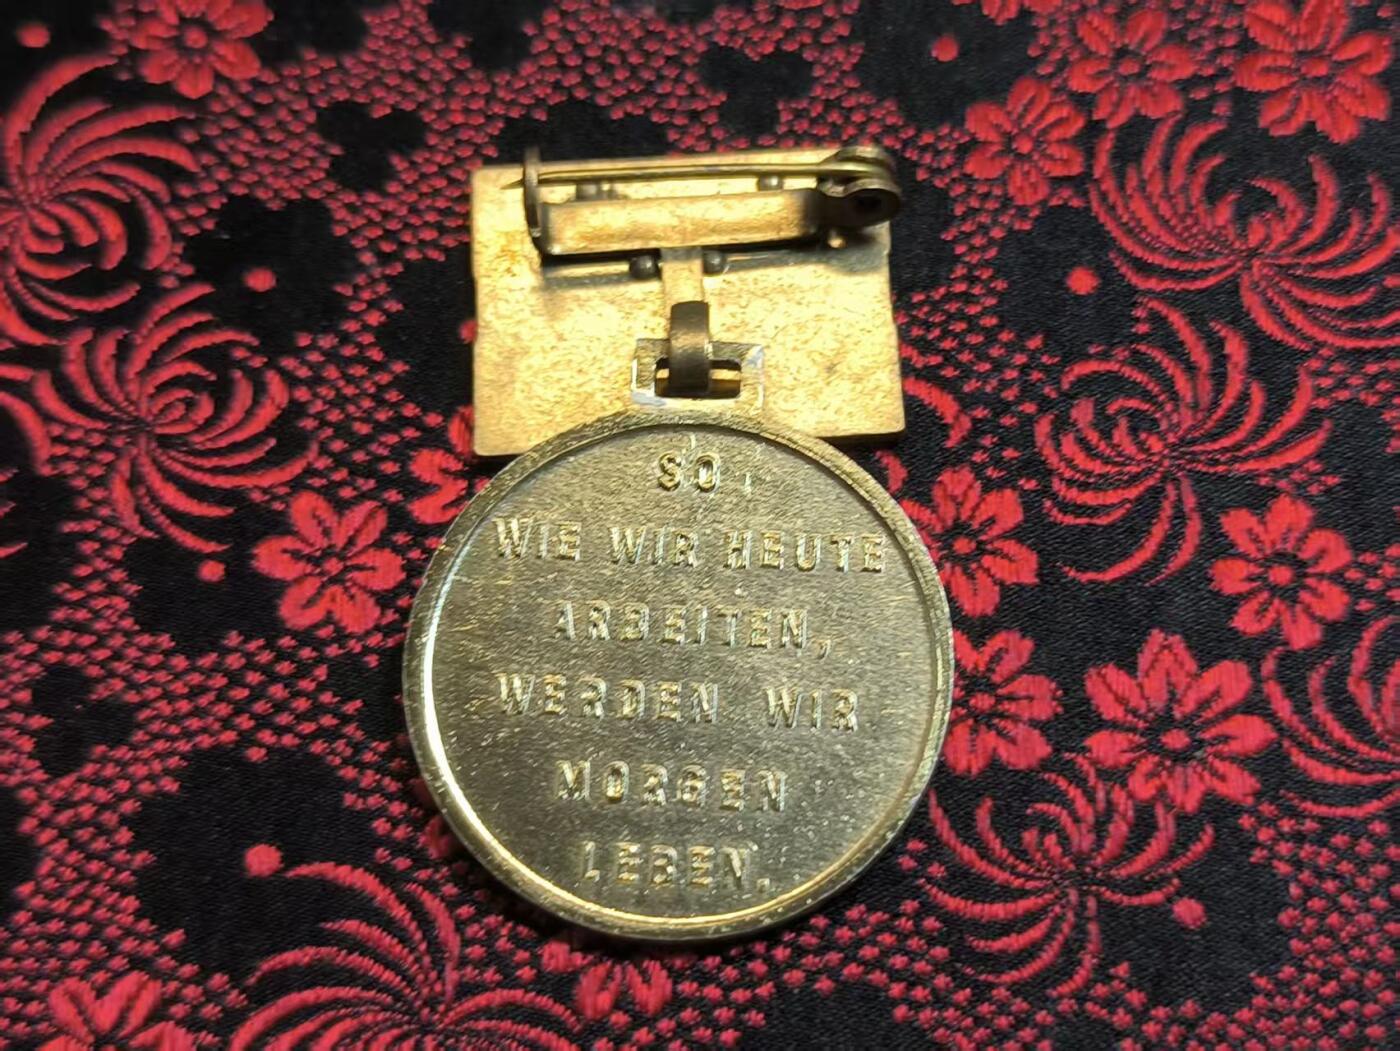 SO
WIE WIR HEUTE
ARBEITEN,
WERDEN WIR
MORGEN
LEBEN.